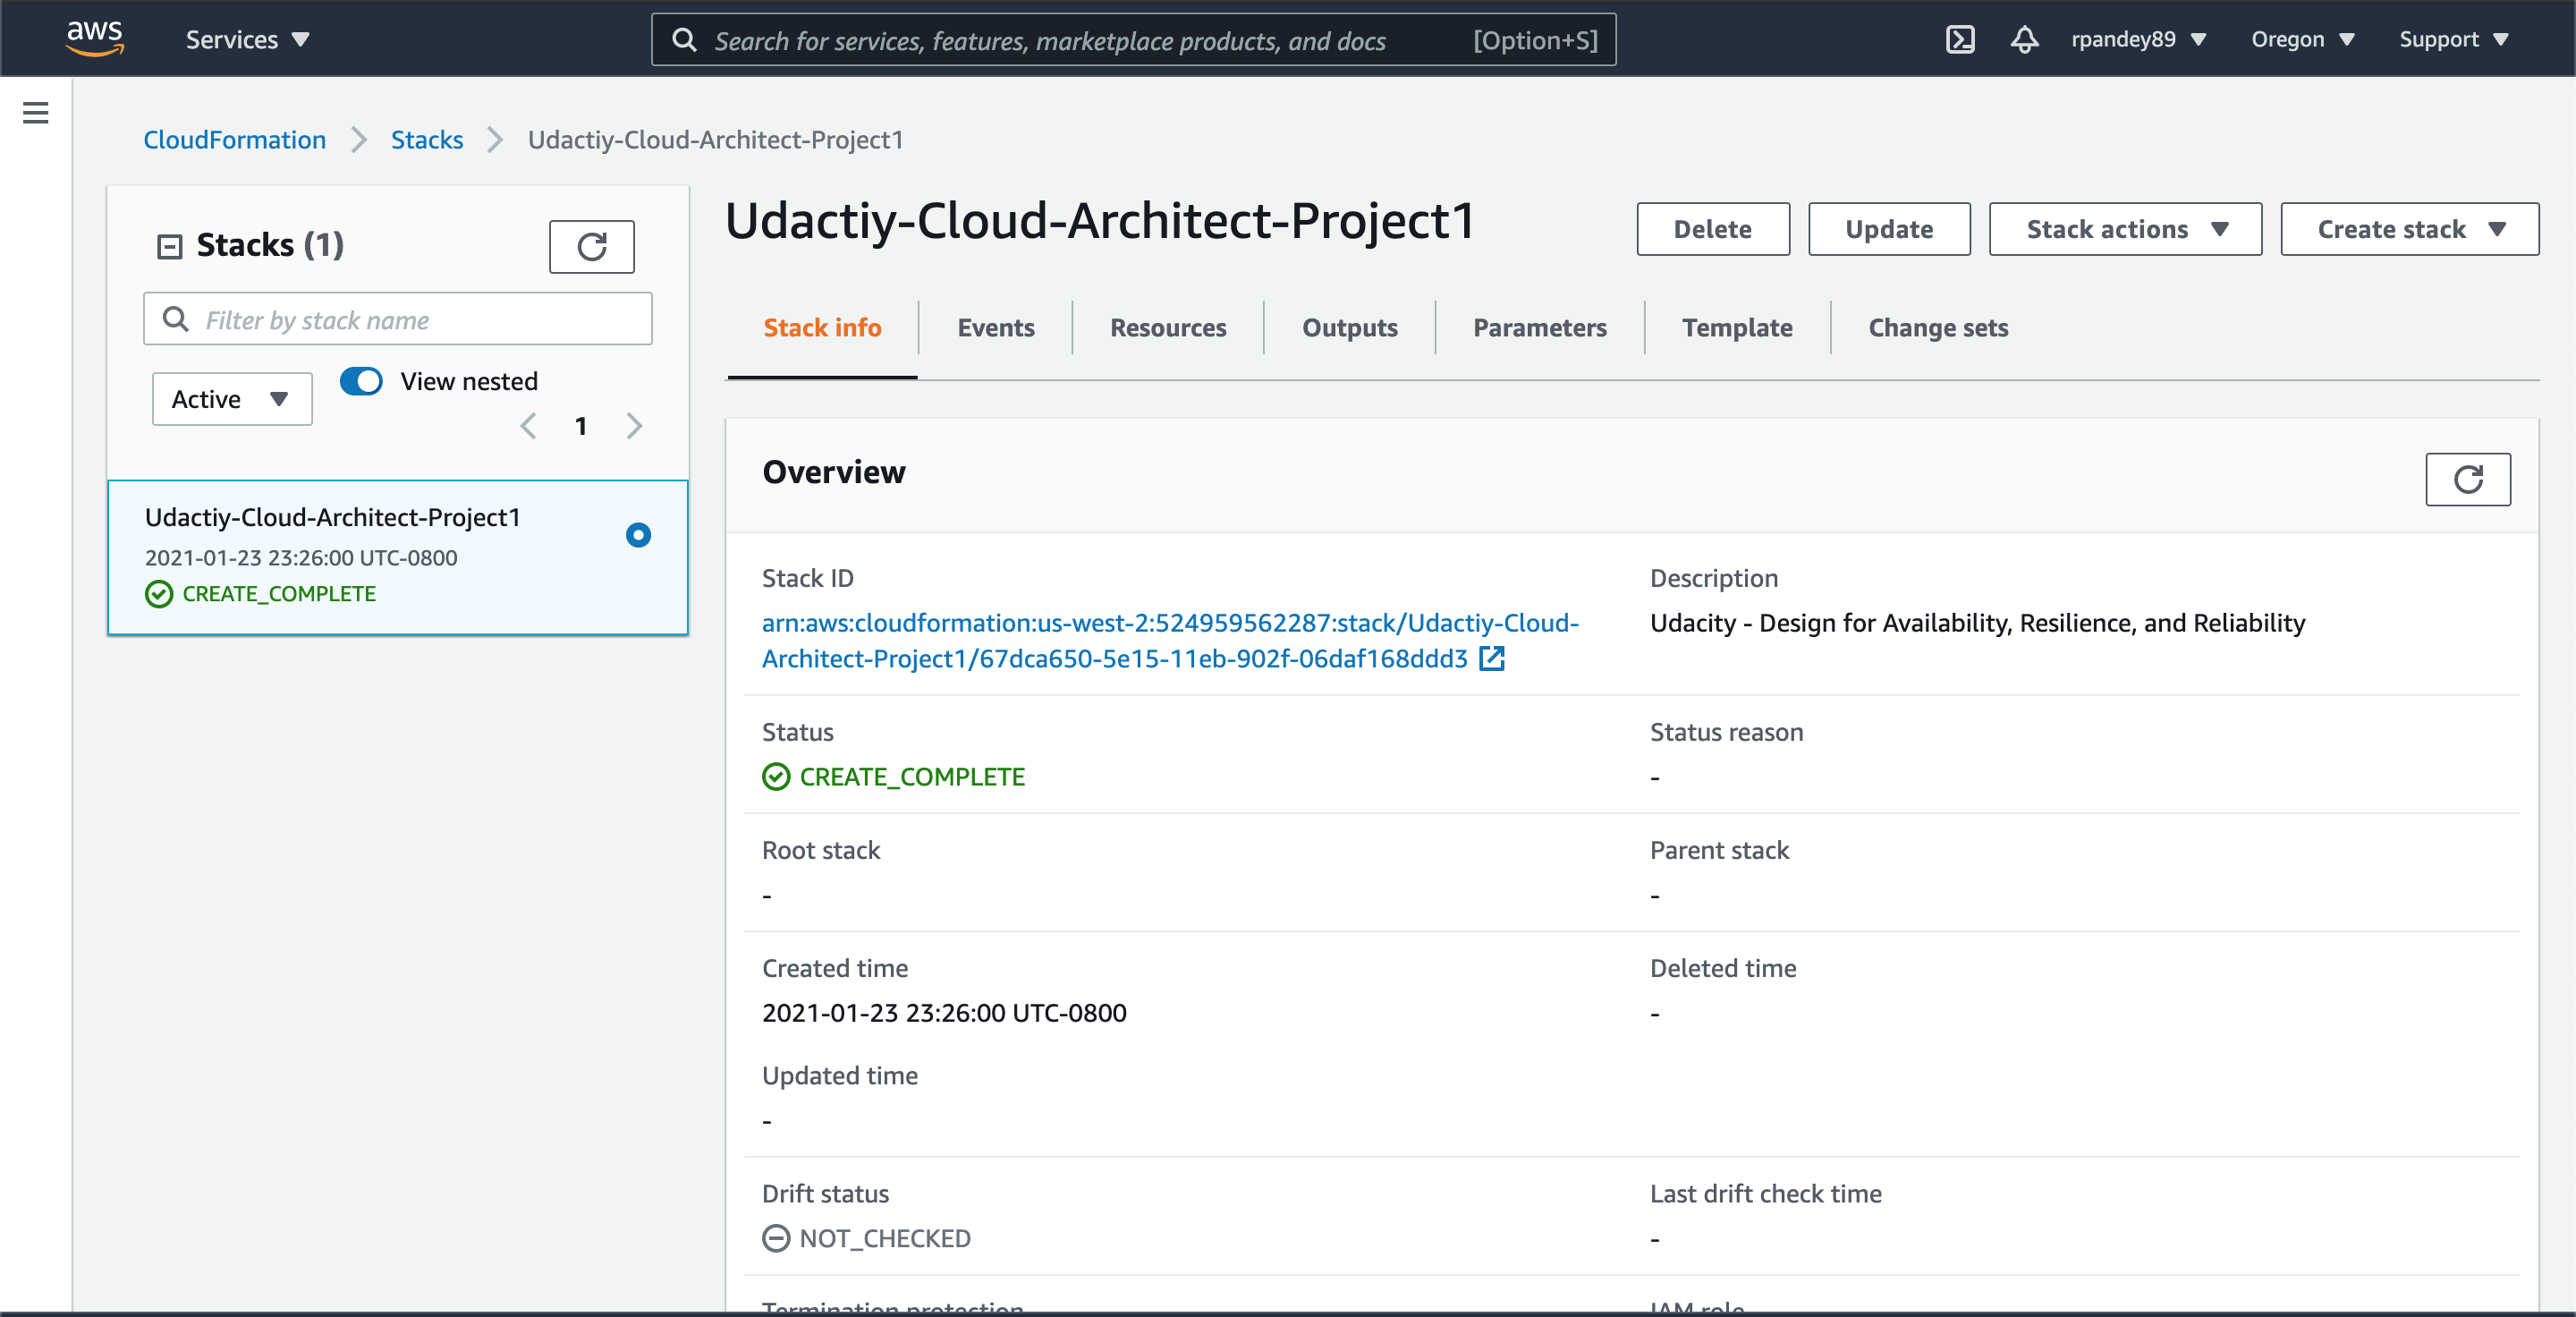 aws
Services
Search for services, features, marketplace products, and docs
[Option+S]
rpandey89
Oregon
Support
CloudFormation
Stacks
Udactiy-Cloud-Architect-Project1
Stacks (1)
Filter by stack name
Active
View nested
1
Udactiy-Cloud-Architect-Project1
2021-01-23 23:26:00 UTC-0800
CREATE_COMPLETE
Udactiy-Cloud-Architect-Project1
Delete
Update
Stack actions
Create stack
Stack info
Events
Resources
Outputs
Parameters
Template
Change sets
Overview
Stack ID
arn:aws:cloudformation:us-west-2:524959562287:stack/Udactiy-Cloud-
Architect-Project1/67dca650-5e15-11eb-902f-06daf168ddd3
Description
Udacity - Design for Availability, Resilience, and Reliability
Status
CREATE_COMPLETE
Status reason
-
Root stack
-
Parent stack
-
Created time
2021-01-23 23:26:00 UTC-0800
Deleted time
-
Updated time
-
Drift status
NOT_CHECKED
Last drift check time
-
Termination protection
IAM role